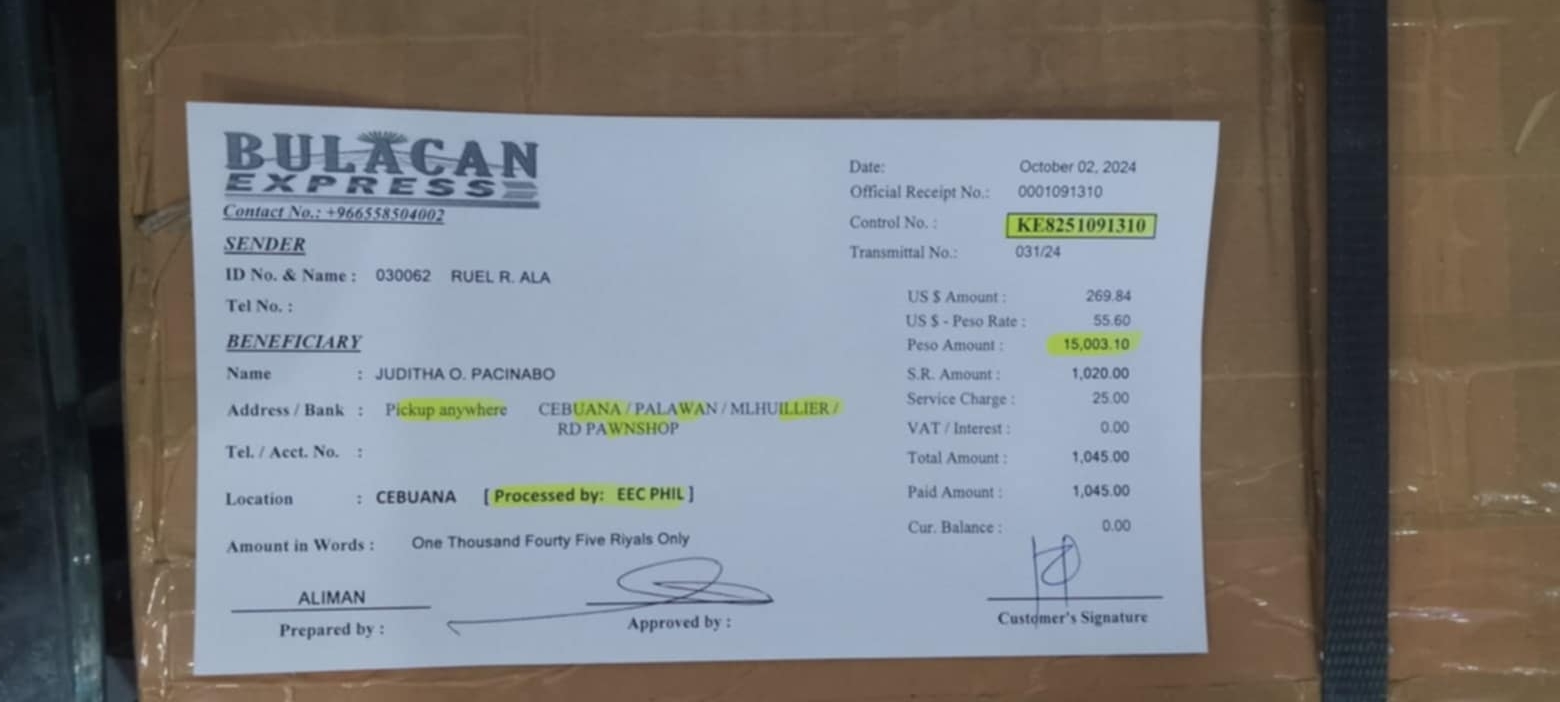 BULACAN
EXPRESS
Contact No.: +966558504002
Date: October 02, 2024
Official Receipt No.: 0001091310
Control No. : KE8251091310
Transmittal No.: 031/24
SENDER
ID No. & Name : 030062 RUEL R. ALA
Tel No. :
BENEFICIARY
Name : JUDITHA O. PACINABO
Address / Bank : Pickup anywhere CEBUANA / PALAWAN / MLHUILLIER /
RD PAWNSHOP
Tel. / Acct. No. :
Location : CEBUANA [ Processed by: EEC PHIL ]
Amount in Words : One Thousand Fourty Five Riyals Only
US $ Amount : 269.84
US $ - Peso Rate : 55.60
Peso Amount : 15,003.10
S.R. Amount : 1,020.00
Service Charge : 25.00
VAT / Interest : 0.00
Total Amount : 1,045.00
Paid Amount : 1,045.00
Cur. Balance : 0.00
ALIMAN
Prepared by :
Approved by :
Customer's Signature